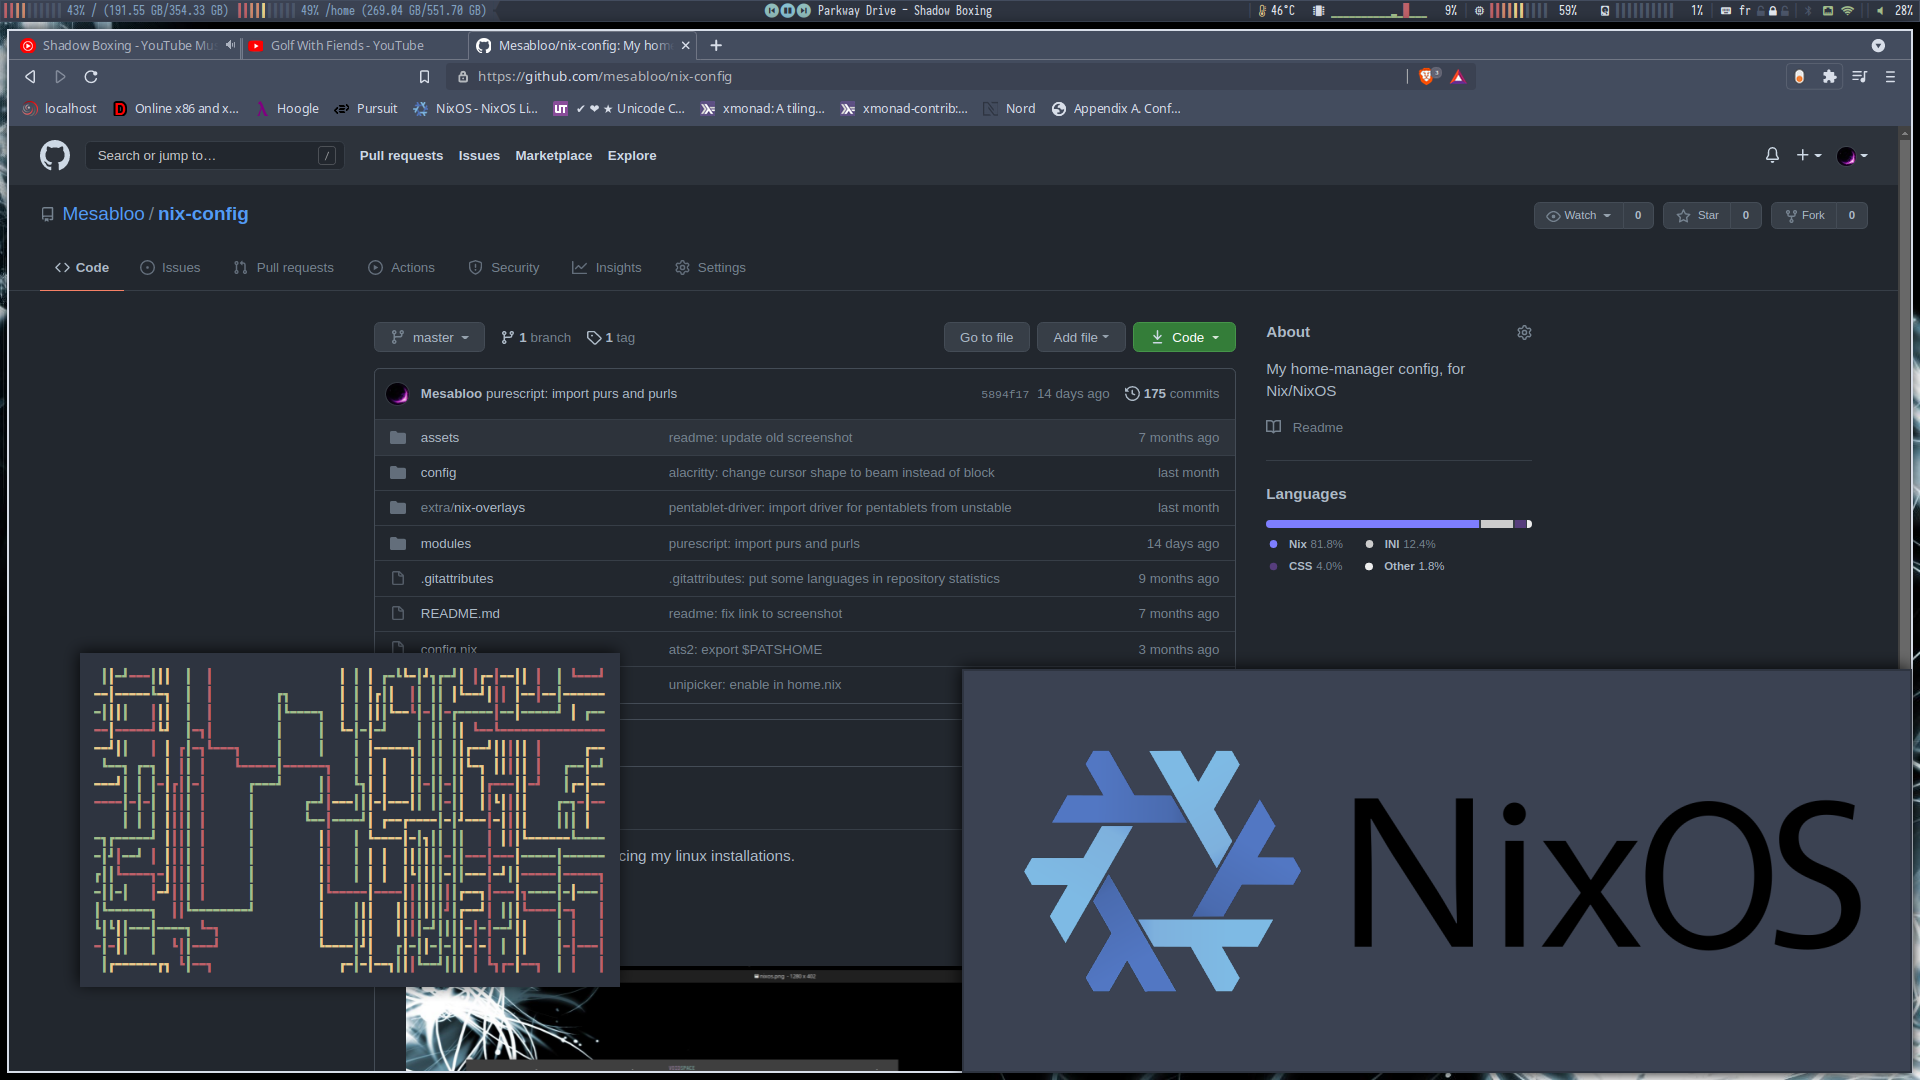 43% / (191.55 GB/354.33 GB) 49% /home (269.04 GB/551.70 GB) Parkway Drive - Shadow Boxing 46°C 9% 59% 1% fr 28%
Shadow Boxing - YouTube Mu Golf With Fiends - YouTube Mesabloo/nix-config: My hom
https://github.com/mesabloo/nix-config 3
localhost Online x86 and x... Hoogle Pursuit NixOS - NixOS Li... UT ✔ ❤ ★ Unicode C... xmonad: A tiling... xmonad-contrib:... Nord Appendix A. Conf...
Search or jump to... / Pull requests Issues Marketplace Explore
Mesabloo / nix-config Watch 0 Star 0 Fork 0
Code Issues Pull requests Actions Security Insights Settings
master 1 branch 1 tag Go to file Add file Code About
My home-manager config, for
Nix/NixOS
Mesabloo purescript: import purs and purls 5894f17 14 days ago 175 commits
Readme
assets readme: update old screenshot 7 months ago
config alacritty: change cursor shape to beam instead of block last month
Languages
extra/nix-overlays pentablet-driver: import driver for pentablets from unstable last month
modules purescript: import purs and purls 14 days ago
Nix 81.8% INI 12.4%
CSS 4.0% Other 1.8%
.gitattributes .gitattributes: put some languages in repository statistics 9 months ago
README.md readme: fix link to screenshot 7 months ago
config.nix ats2: export $PATSHOME 3 months ago
unipicker: enable in home.nix
cing my linux installations.
NixOS